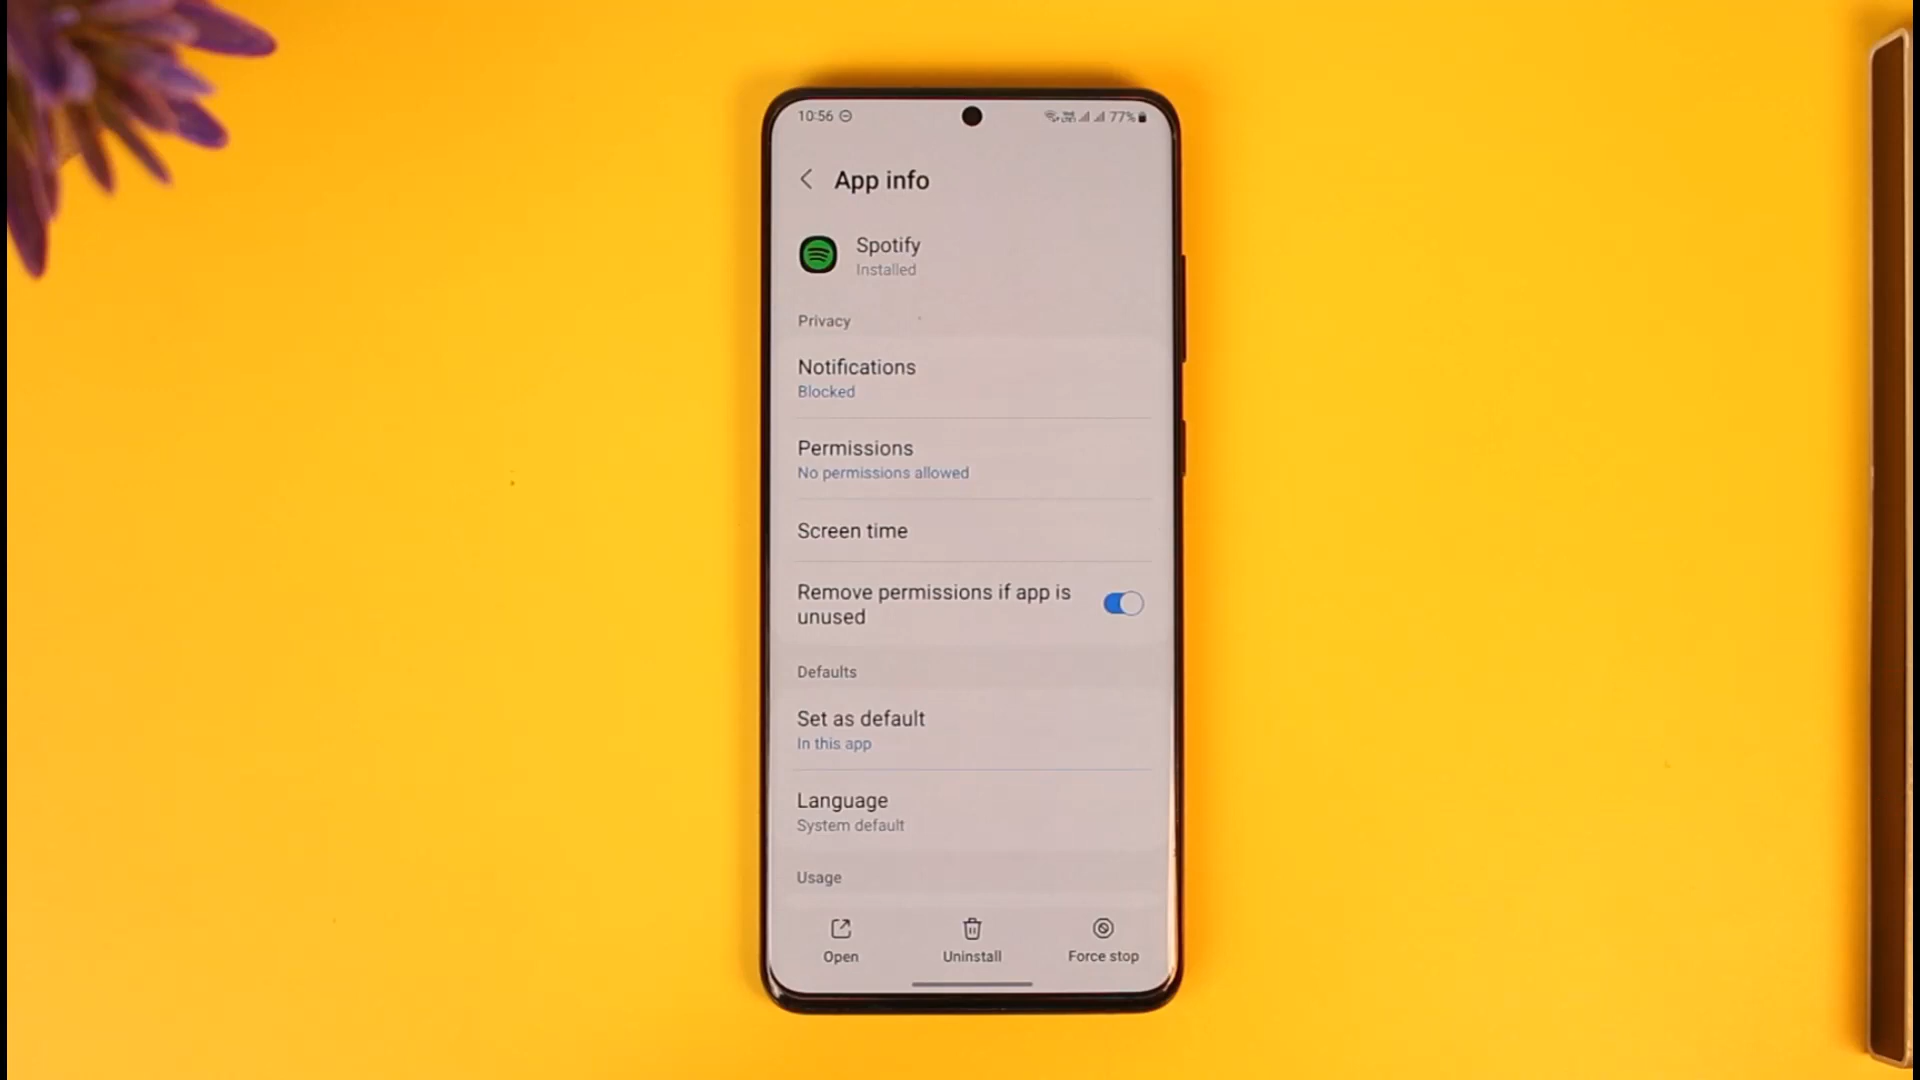 10:56
77%
App info
Spotify
Installed
Privacy
Notifications
Blocked
Permissions
No permissions allowed
Screen time
Remove permissions if app is
unused
Defaults
Set as default
In this app
Language
System default
Usage
Open
Uninstall
Force stop